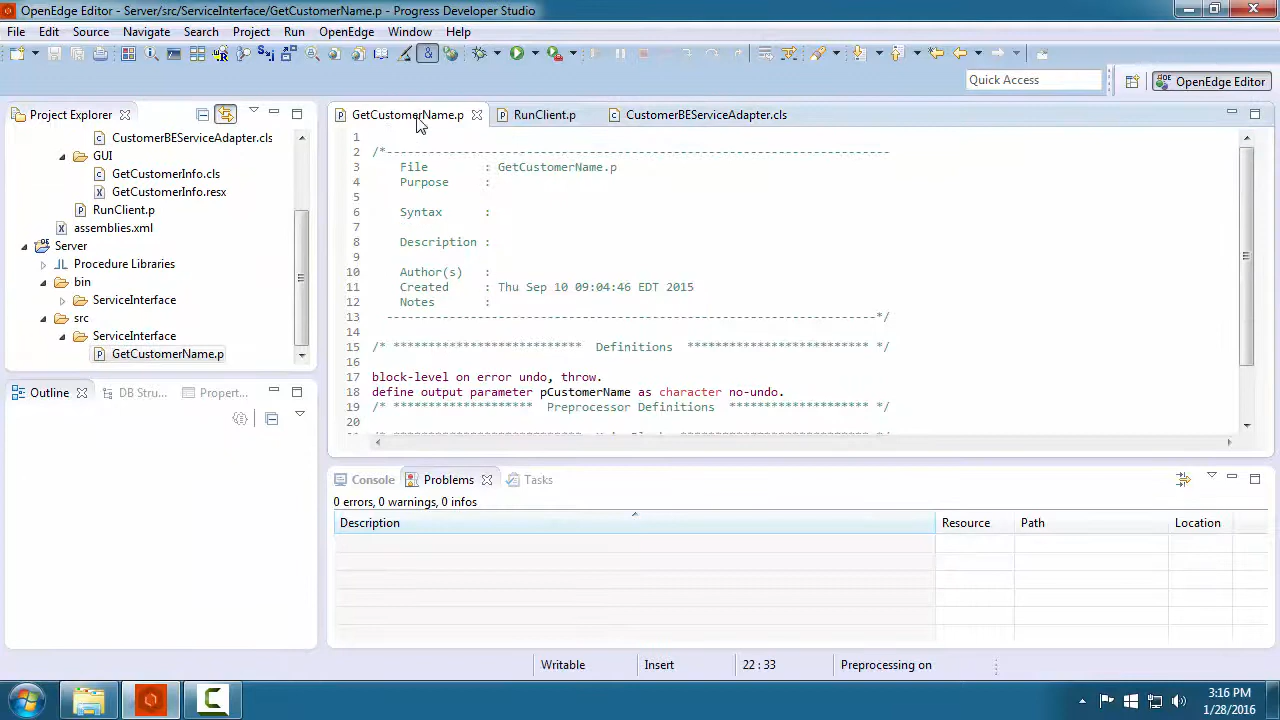 OpenEdge Editor - Server/src/ServiceInterface/GetCustomerName.p - Progress Developer Studio
File Edit Source Navigate Search Project Run OpenEdge Window Help
Quick Access
OpenEdge Editor
Project Explorer
CustomerBEServiceAdapter.cls
GUI
GetCustomerInfo.cls
GetCustomerInfo.resx
RunClient.p
assemblies.xml
Server
Procedure Libraries
bin
ServiceInterface
src
ServiceInterface
GetCustomerName.p
Outline DB Stru... Propert...
GetCustomerName.p RunClient.p CustomerBEServiceAdapter.cls
1
2 /*------------------------------------------------------------------------
3 File : GetCustomerName.p
4 Purpose :
5
6 Syntax :
7
8 Description :
9
10 Author(s) :
11 Created : Thu Sep 10 09:04:46 EDT 2015
12 Notes :
13 ----------------------------------------------------------------------*/
14
15 /* *************************** Definitions ************************** */
16
17 block-level on error undo, throw.
18 define output parameter pCustomerName as character no-undo.
19 /* ******************** Preprocessor Definitions ******************** */
20
Console Problems Tasks
0 errors, 0 warnings, 0 infos
Description Resource Path Location
Writable Insert 22 : 33 Preprocessing on
3:16 PM
1/28/2016